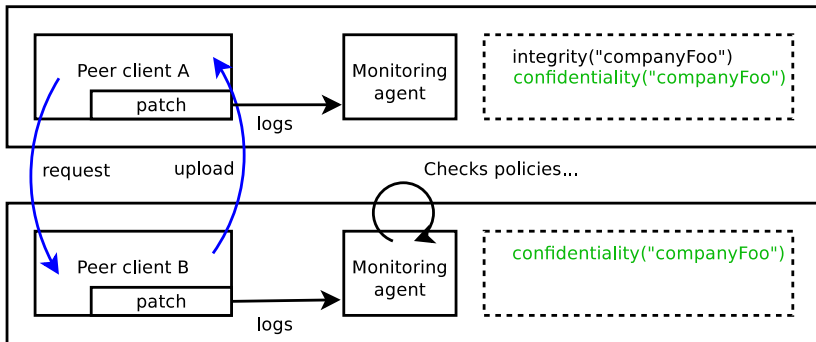 Peer client A
patch
logs
Monitoring
agent
integrity("companyFoo")
confidentiality("companyFoo")
request
upload
Checks policies...
Peer client B
patch
logs
Monitoring
agent
confidentiality("companyFoo")